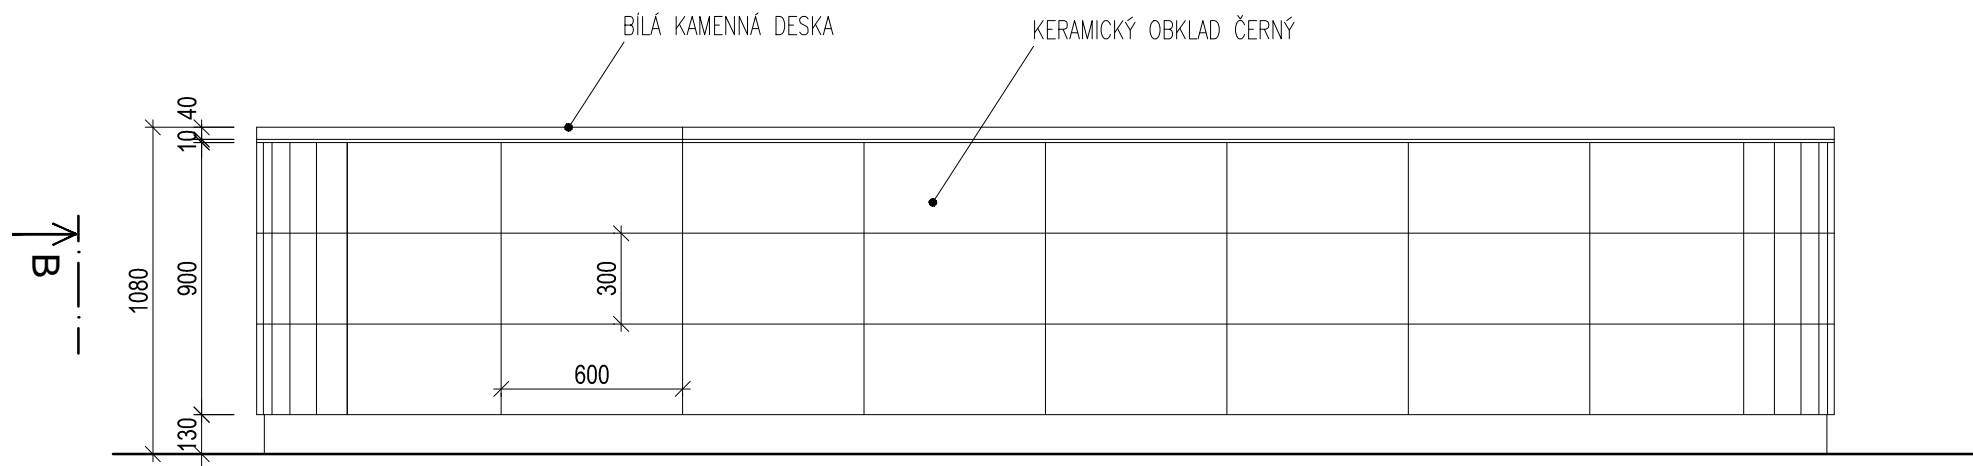 BÍLÁ KAMENNÁ DESKA
KERAMICKÝ OBKLAD ČERNÝ
40
10
B
1080
900
300
600
130